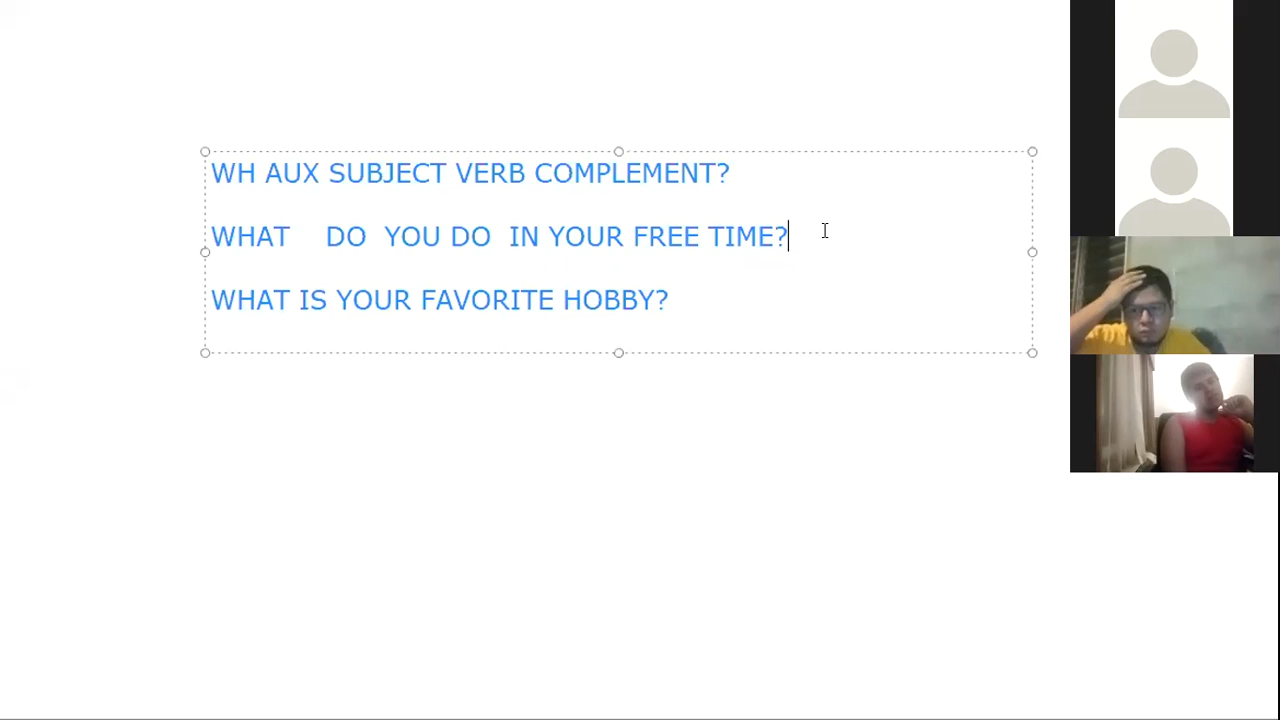 WH AUX SUBJECT VERB COMPLEMENT?
WHAT DO YOU DO IN YOUR FREE TIME?
WHAT IS YOUR FAVORITE HOBBY?